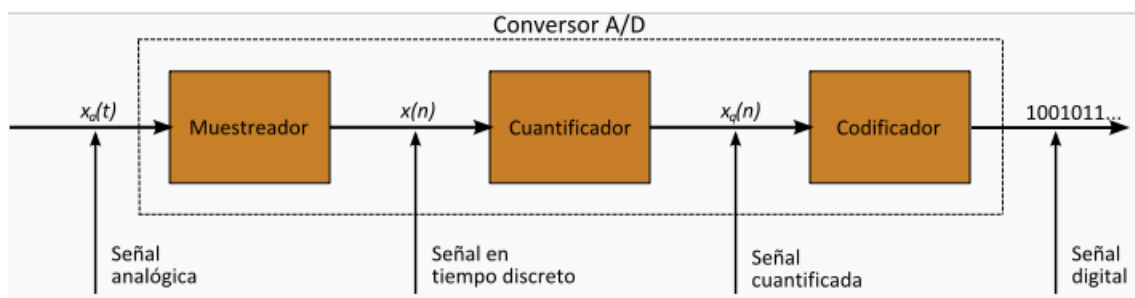 Conversor A/D
xa(t)
x(n)
xq(n)
1001011...
Muestreador
Cuantificador
Codificador
Señal
analógica
Señal en
tiempo discreto
Señal
cuantificada
Señal
digital